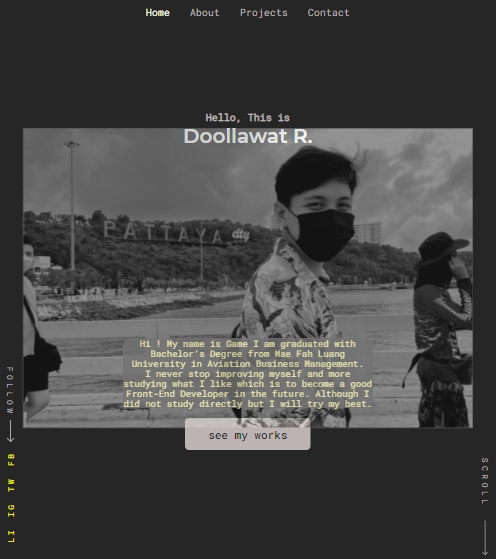 Home About Projects Contact
Hello, This is
Doollawat R.
PATTAYA city
Hi ! My name is Game I am graduated with
Bachelor's Degree from Mae Fah Luang
University in Aviation Business Management.
I never stop improving myself and more
studying what I like which is to become a good
Front-End Developer in the future. Although I
did not study directly but I will try my best.
see my works
FOLLOW
FB
TW
IG
LI
SCROLL